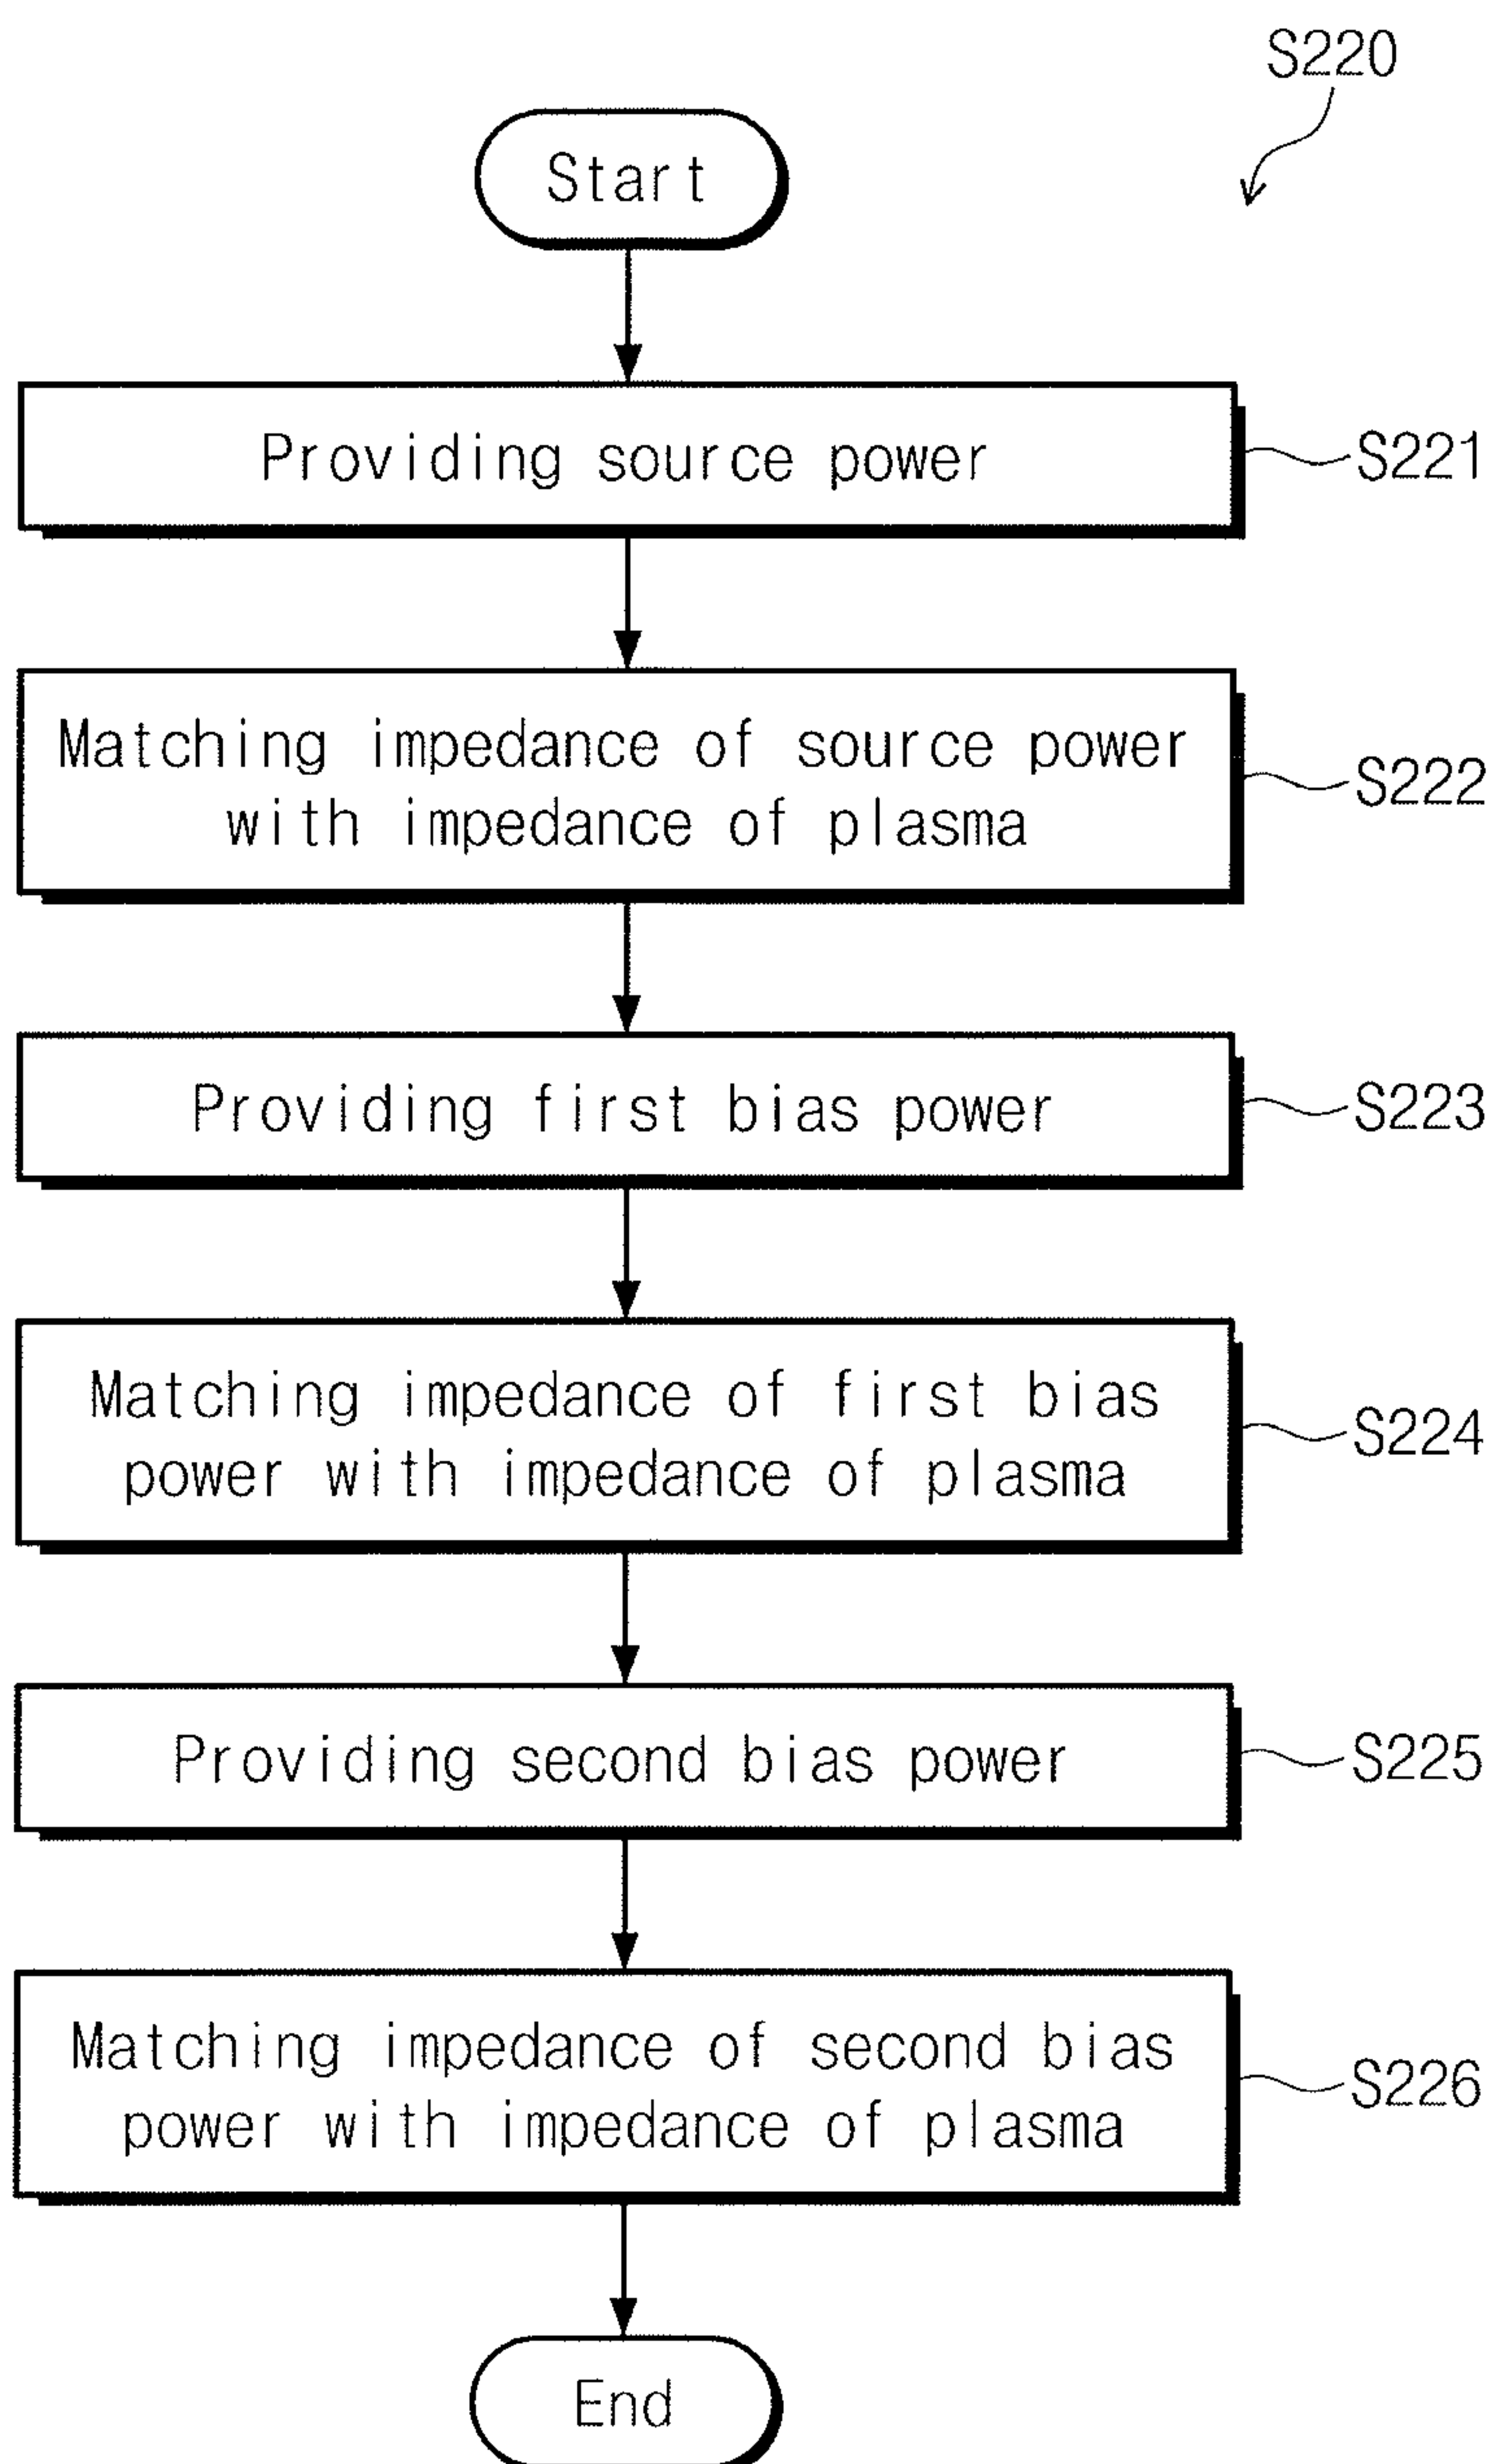 S220
Start
Providing source power
S221
Matching impedance of source power
with impedance of plasma
S222
Providing first bias power
S223
Matching impedance of first bias
power with impedance of plasma
S224
Providing second bias power
S225
Matching impedance of second bias
power with impedance of plasma
S226
End